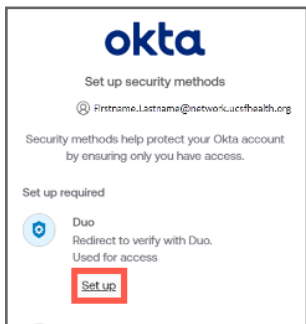 okta
Set up security methods
Firstname.Lastname@network.ucsfhealth.org
Security methods help protect your Okta account
by ensuring only you have access.
Set up required
Duo
Redirect to verify with Duo.
Used for access
Set up